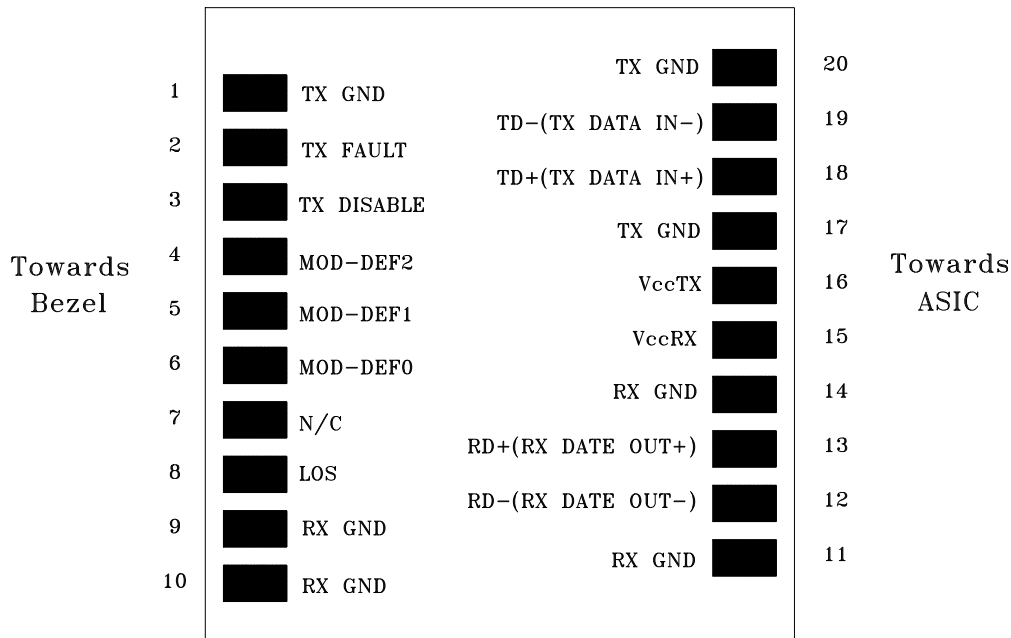 1 TX GND
2 TX FAULT
3 TX DISABLE
4 MOD-DEF2
5 MOD-DEF1
6 MOD-DEF0
7 N/C
8 LOS
9 RX GND
10 RX GND
Towards
Bezel
TX GND 20
TD-(TX DATA IN-) 19
TD+(TX DATA IN+) 18
TX GND 17
VccTX 16
VccRX 15
RX GND 14
RD+(RX DATE OUT+) 13
RD-(RX DATE OUT-) 12
RX GND 11
Towards
ASIC